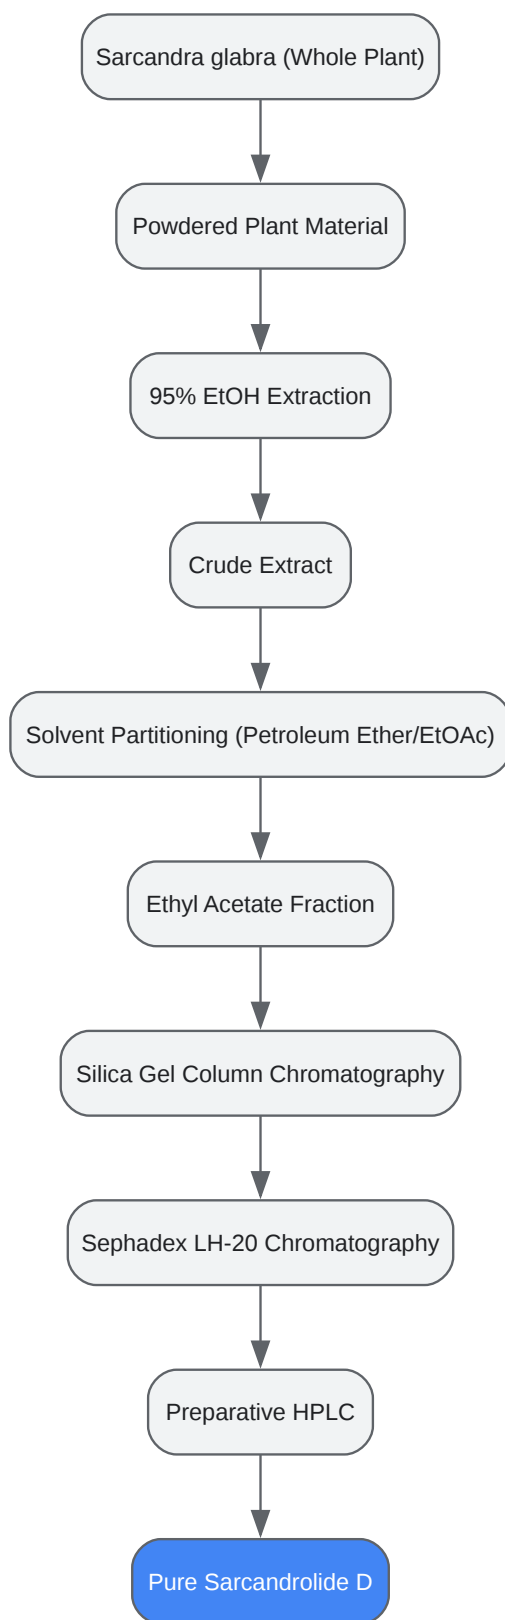 Sarcandra glabra (Whole Plant)
Powdered Plant Material
95% EtOH Extraction
Crude Extract
Solvent Partitioning (Petroleum Ether/EtOAc)
Ethyl Acetate Fraction
Silica Gel Column Chromatography
Sephadex LH-20 Chromatography
Preparative HPLC
Pure Sarcandrolide D